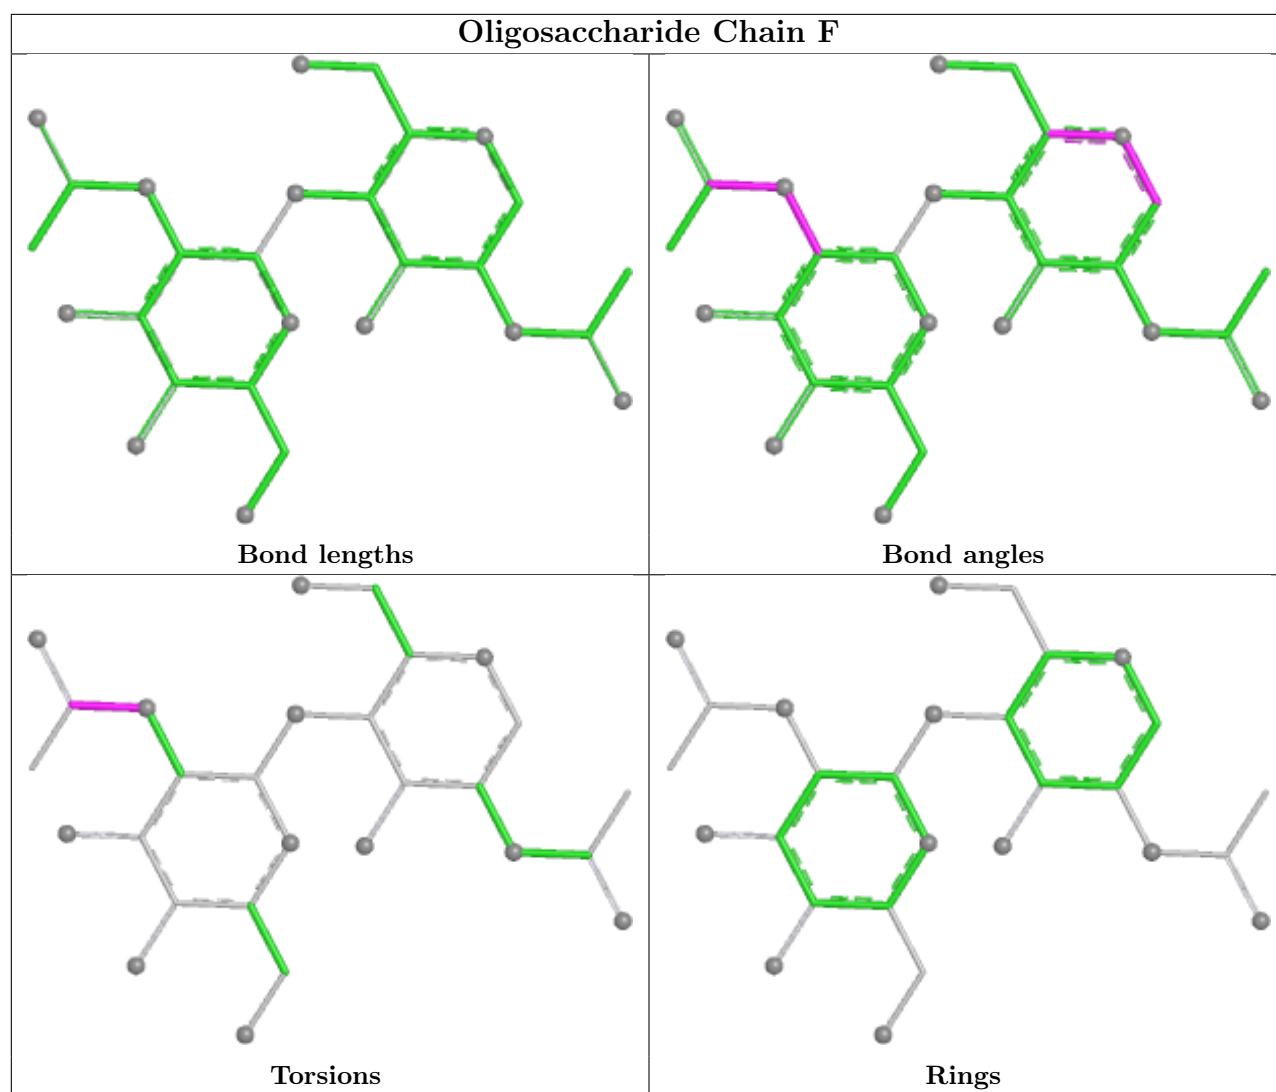 Oligosaccharide Chain F
Bond lengths
Bond angles
Torsions
Rings